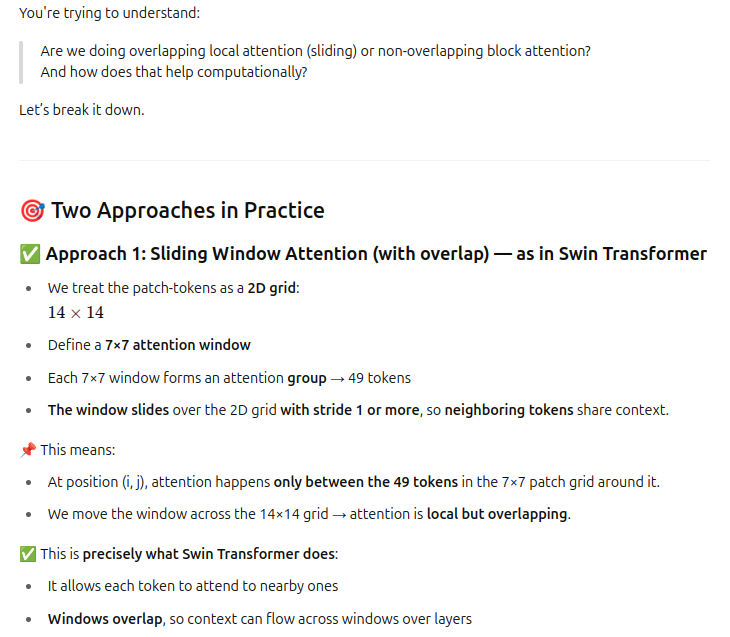 You're trying to understand:
Are we doing overlapping local attention (sliding) or non-overlapping block attention?
And how does that help computationally?
Let’s break it down.
🎯 Two Approaches in Practice
✅ Approach 1: Sliding Window Attention (with overlap) — as in Swin Transformer
• We treat the patch-tokens as a 2D grid:
14 × 14
• Define a 7×7 attention window
• Each 7×7 window forms an attention group → 49 tokens
• The window slides over the 2D grid with stride 1 or more, so neighboring tokens share context.
📌 This means:
• At position (i, j), attention happens only between the 49 tokens in the 7×7 patch grid around it.
• We move the window across the 14×14 grid → attention is local but overlapping.
✅ This is precisely what Swin Transformer does:
• It allows each token to attend to nearby ones
• Windows overlap, so context can flow across windows over layers